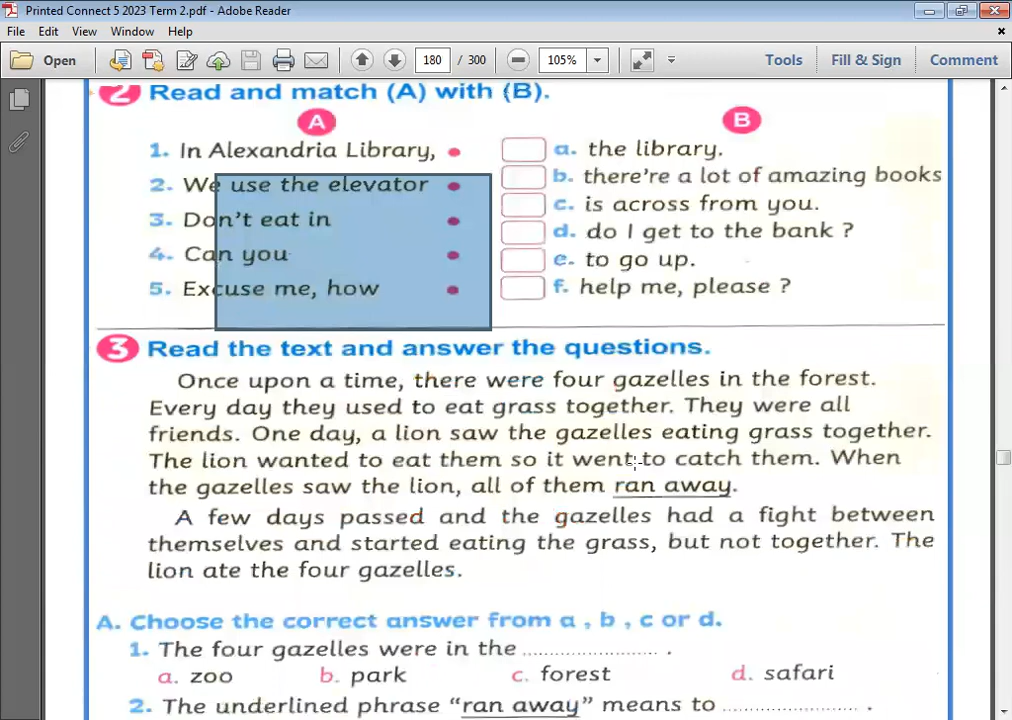 Printed Connect 5 2023 Term 2.pdf - Adobe Reader
File Edit View Window Help
Open 180 / 300 105% Tools Fill & Sign Comment
2 Read and match (A) with (B).
A B
1. In Alexandria Library, a. the library.
2. We use the elevator b. there're a lot of amazing books
3. Don't eat in c. is across from you.
4. Can you d. do I get to the bank ?
5. Excuse me, how e. to go up.
f. help me, please ?
3 Read the text and answer the questions.
Once upon a time, there were four gazelles in the forest.
Every day they used to eat grass together. They were all
friends. One day, a lion saw the gazelles eating grass together.
The lion wanted to eat them so it went to catch them. When
the gazelles saw the lion, all of them ran away.
A few days passed and the gazelles had a fight between
themselves and started eating the grass, but not together. The
lion ate the four gazelles.
A. Choose the correct answer from a , b , c or d.
1. The four gazelles were in the ........................ .
a. zoo b. park c. forest d. safari
2. The underlined phrase "ran away" means to ........................ .